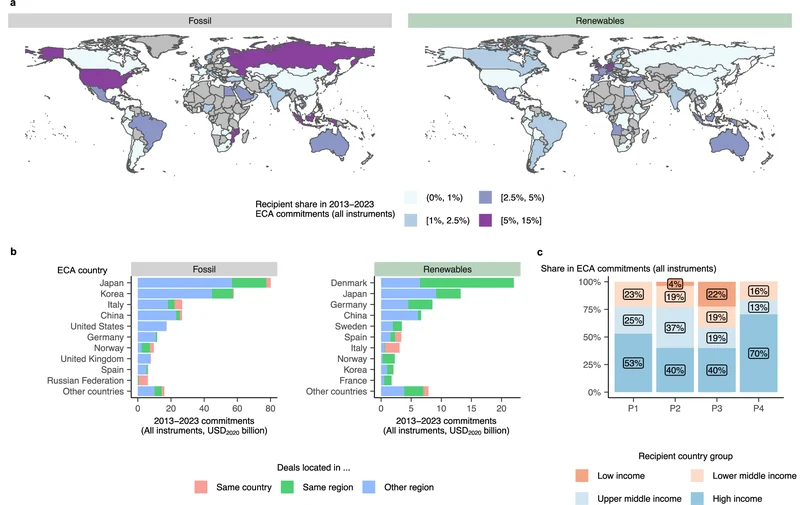 a
Fossil
Renewables
Recipient share in 2013−2023
ECA commitments (all instruments)
(0%, 1%)
[1%, 2.5%)
[2.5%, 5%)
[5%, 15%]
b
ECA country
Fossil
Japan
Korea
Italy
China
United States
Germany
Norway
United Kingdom
Spain
Russian Federation
Other countries
0 20 40 60 80
2013−2023 commitments
(All instruments, USD2020 billion)
Renewables
Denmark
Japan
Germany
China
Sweden
Spain
Italy
Norway
Korea
France
Other countries
0 5 10 15 20
2013−2023 commitments
(All instruments, USD2020 billion)
Deals located in ...
Same country
Same region
Other region
c
Share in ECA commitments (all instruments)
100%
75%
50%
25%
0%
23%
25%
53%
4%
19%
37%
40%
22%
19%
19%
40%
16%
13%
70%
P1 P2 P3 P4
Recipient country group
Low income
Lower middle income
Upper middle income
High income